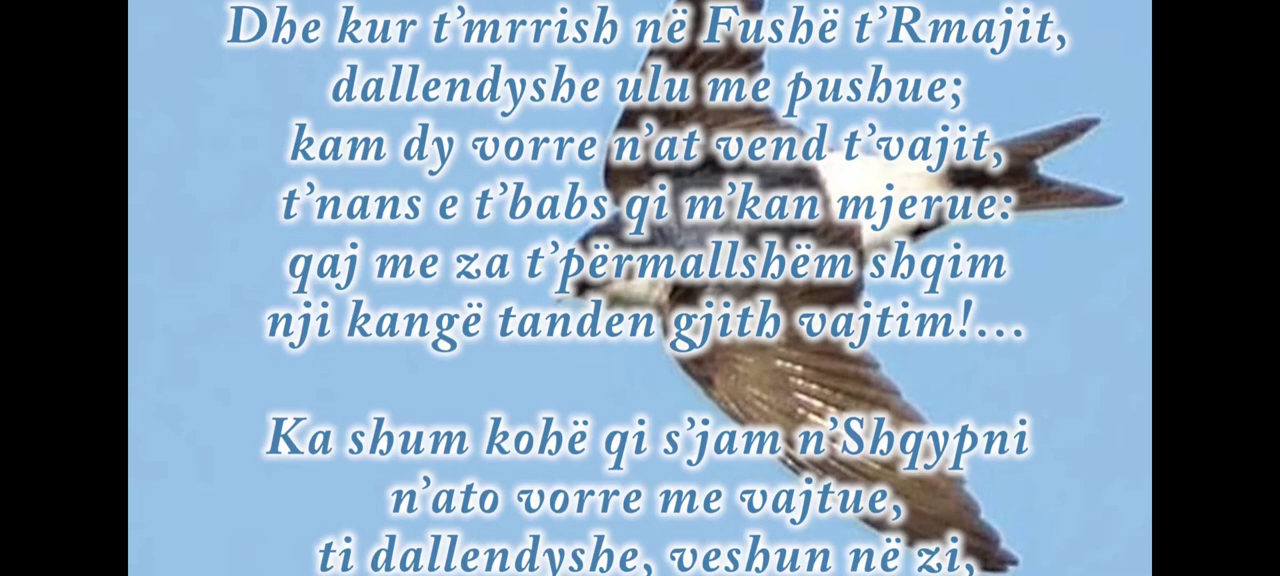 Dhe kur t’mrrish në Fushë t’Rmajit,
dallendyshe ulu me pushue;
kam dy vorre n’at vend t’vajit,
t’nans e t’babs qi m’kan mjerue:
qaj me za t’përmallshëm shqim
nji kangë tanden gjith vajtim!...
Ka shum kohë qi s’jam n’Shqypni
n’ato vorre me vajtue,
ti dallendyshe, veshun në zi,